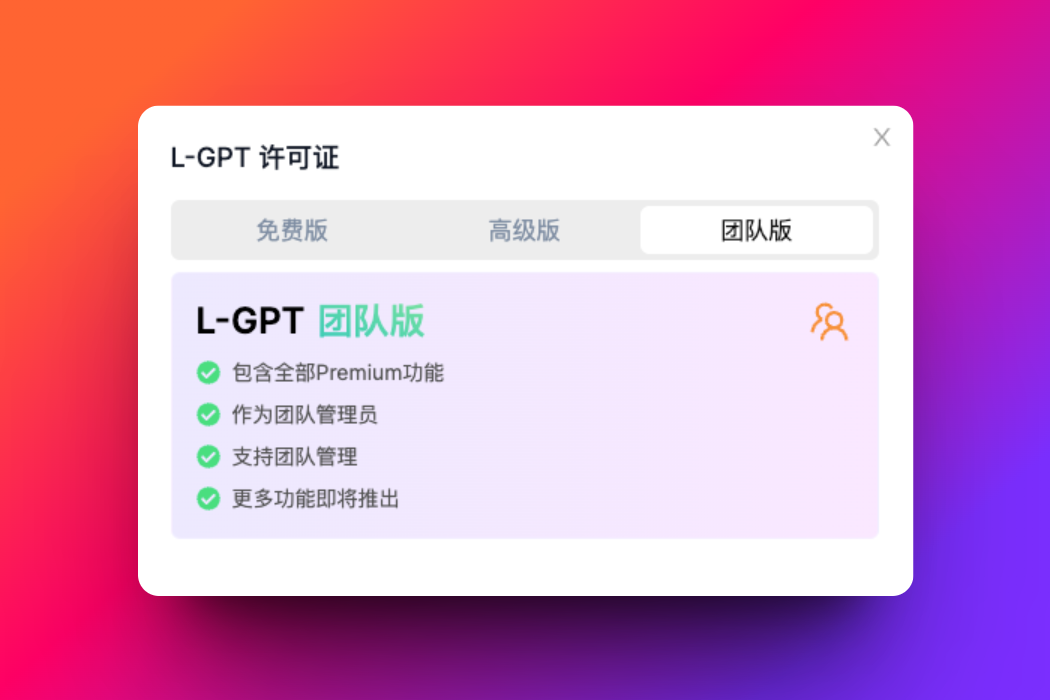 L-GPT 许可证
X
免费版 高级版 团队版
L-GPT 团队版
包含全部Premium功能
作为团队管理员
支持团队管理
更多功能即将推出